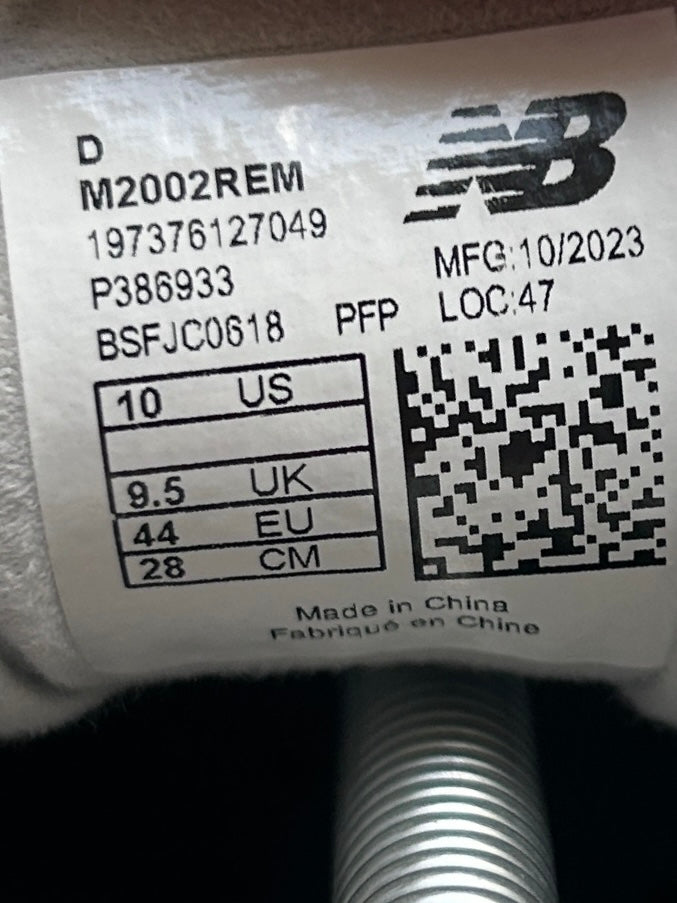 D
M2002REM
197376127049
P386933
BSFJC0618 PFP
NB
MFG:10/2023
LOC:47
10 US
9.5 UK
44 EU
28 CM
Made in China
Fabriqué en Chine